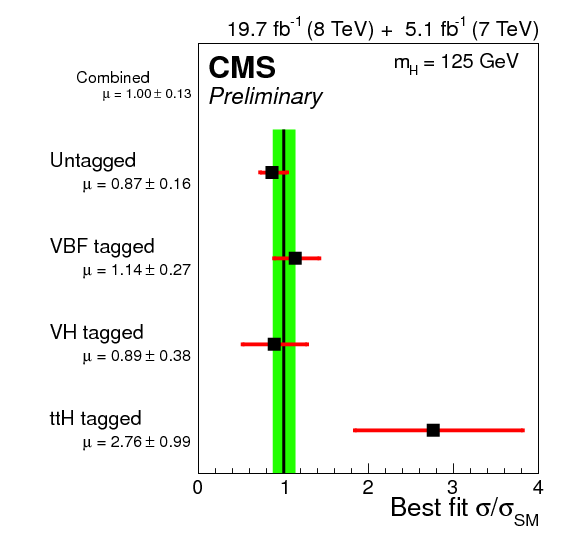 19.7 fb⁻¹ (8 TeV) + 5.1 fb⁻¹ (7 TeV)
CMS
Preliminary
m_H = 125 GeV
Combined
μ = 1.00 ± 0.13
Untagged
μ = 0.87 ± 0.16
VBF tagged
μ = 1.14 ± 0.27
VH tagged
μ = 0.89 ± 0.38
ttH tagged
μ = 2.76 ± 0.99
0 1 2 3 4
Best fit σ/σ_SM